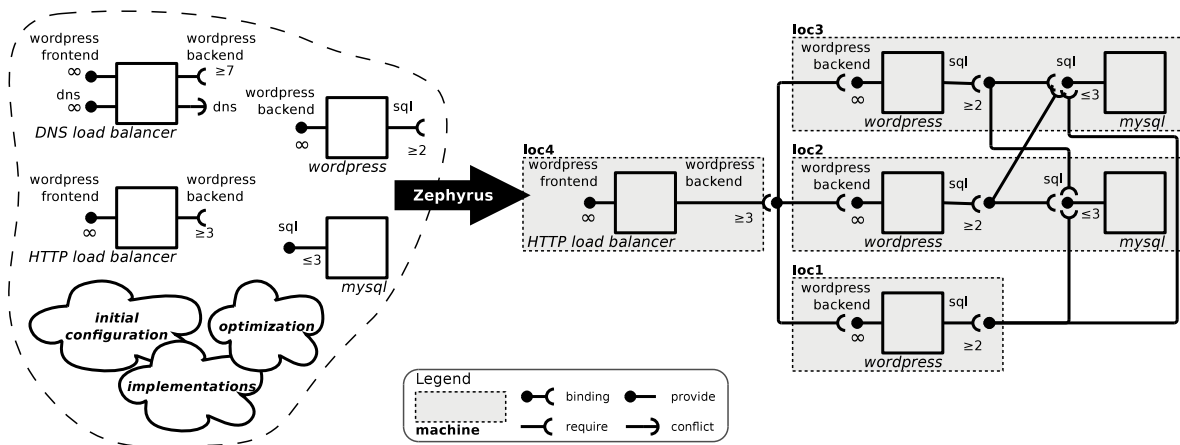 wordpress
frontend
∞
wordpress
backend
≥7
dns
∞
dns
DNS load balancer
wordpress
backend
∞
sql
≥2
wordpress
wordpress
frontend
∞
wordpress
backend
≥3
HTTP load balancer
sql
≤3
mysql
initial
configuration
optimization
implementations
Zephyrus
loc4
wordpress
frontend
∞
wordpress
backend
≥3
HTTP load balancer
loc3
wordpress
backend
∞
sql
≥2
wordpress
sql
≤3
mysql
loc2
wordpress
backend
∞
sql
≥2
wordpress
sql
≤3
mysql
loc1
wordpress
backend
∞
sql
≥2
wordpress
Legend
machine
binding
provide
require
conflict